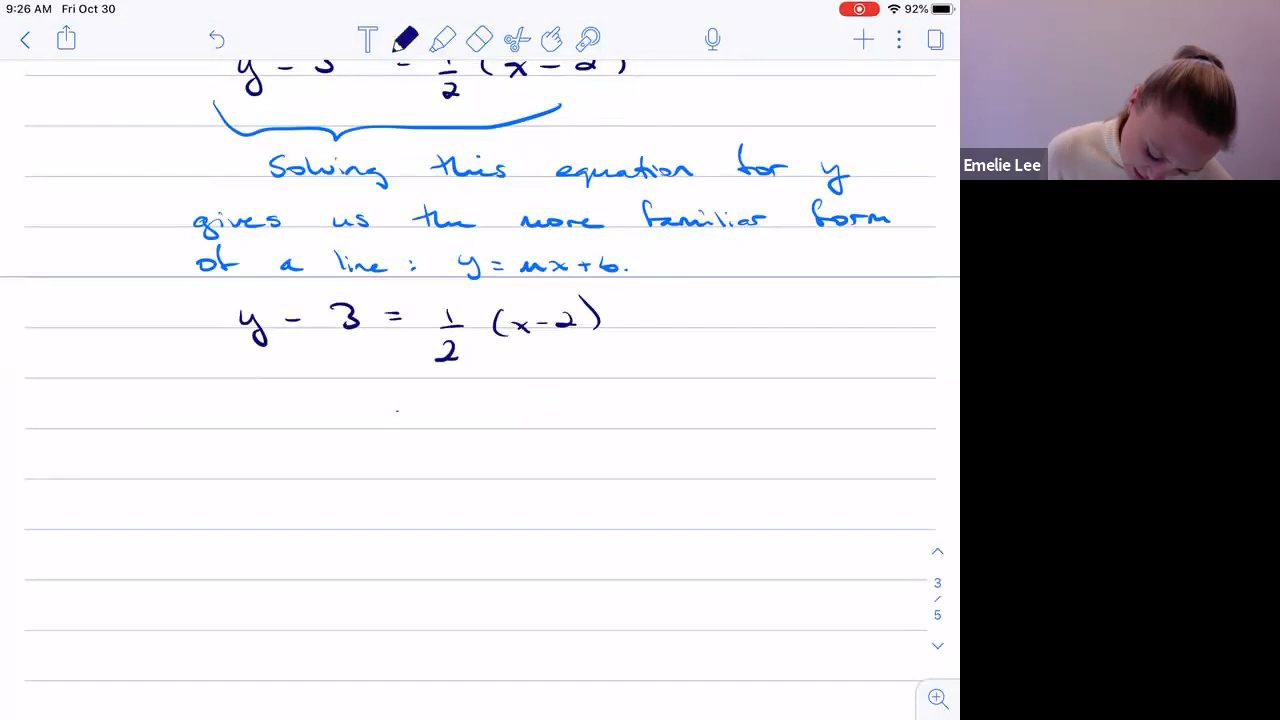 9:26 AM Fri Oct 30
92%
y - 3 = 1/2 (x - 2)
Solving this equation for y
gives us the more familiar form
of a line: y = mx + b.
y - 3 = 1/2 (x - 2)
Emelie Lee
3
/
5